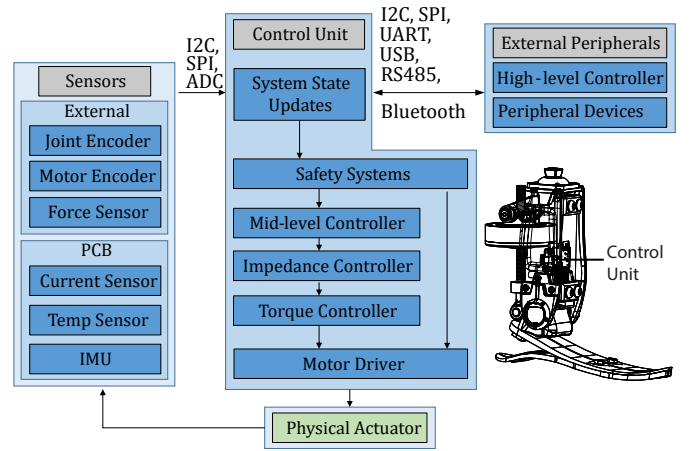 Sensors
External
Joint Encoder
Motor Encoder
Force Sensor
PCB
Current Sensor
Temp Sensor
IMU
I2C,
SPI,
ADC
Control Unit
System State
Updates
Safety Systems
Mid-level Controller
Impedance Controller
Torque Controller
Motor Driver
Physical Actuator
I2C, SPI,
UART,
USB,
RS485,
Bluetooth
External Peripherals
High-level Controller
Peripheral Devices
Control
Unit